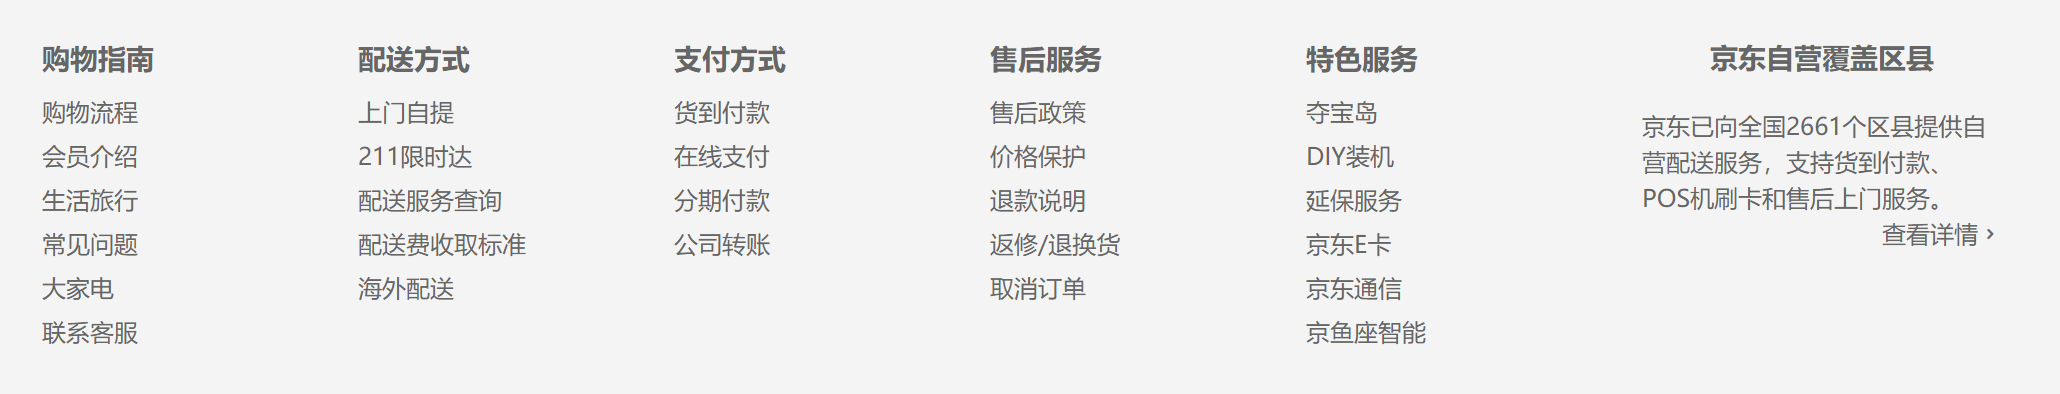 购物指南
购物流程
会员介绍
生活旅行
常见问题
大家电
联系客服
配送方式
上门自提
211限时达
配送服务查询
配送费收取标准
海外配送
支付方式
货到付款
在线支付
分期付款
公司转账
售后服务
售后政策
价格保护
退款说明
返修/退换货
取消订单
特色服务
夺宝岛
DIY装机
延保服务
京东E卡
京东通信
京鱼座智能
京东自营覆盖区县
京东已向全国2661个区县提供自
营配送服务，支持货到付款、
POS机刷卡和售后上门服务。
查看详情 ›